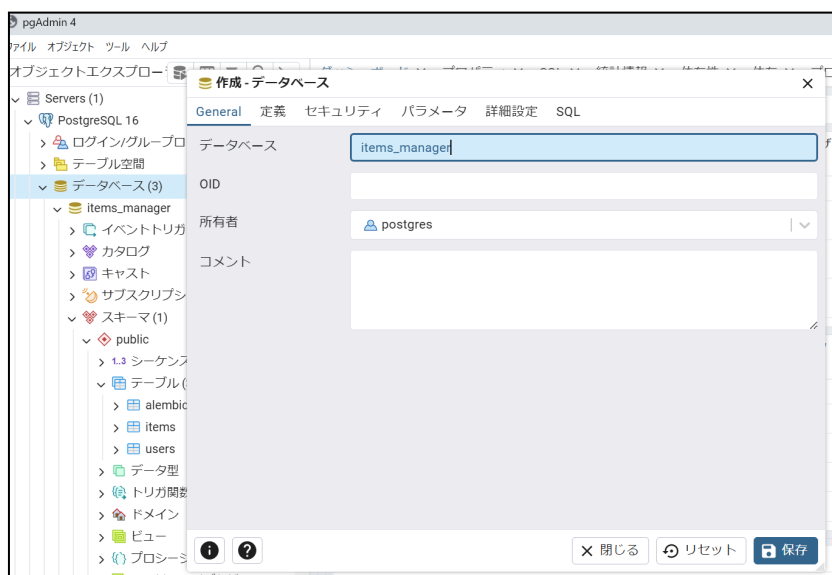 pgAdmin 4
ァイル オブジェクト ツール ヘルプ
オブジェクトエクスプロー
作成 - データベース
General 定義 セキュリティ パラメータ 詳細設定 SQL
データベース items_manager
OID
所有者 postgres
コメント
Servers (1)
PostgreSQL 16
ログイン/グループロ
テーブル空間
データベース (3)
items_manager
イベントトリガ
カタログ
キャスト
サブスクリプシ
スキーマ (1)
public
1..3 シーケンス
テーブル (
alembic
items
users
データ型
トリガ関数
ドメイン
ビュー
プロシージ
閉じる リセット 保存